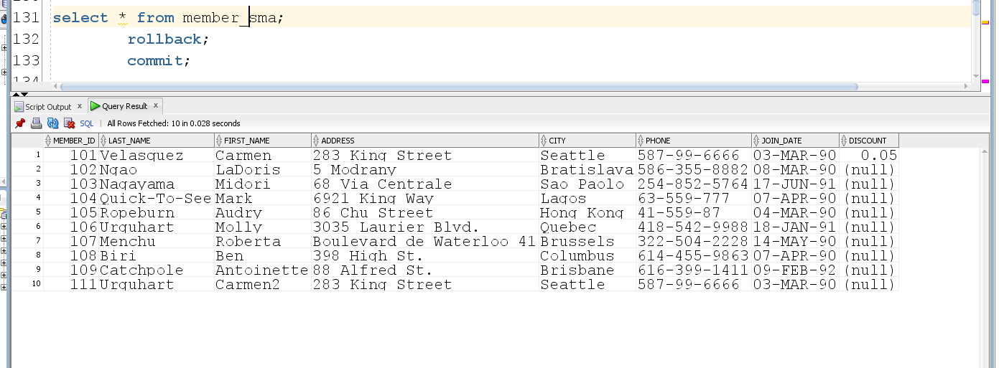 131 select * from member_sma;
132 rollback;
133 commit;
Script Output x Query Result x
SQL | All Rows Fetched: 10 in 0.028 seconds
MEMBER_ID LAST_NAME FIRST_NAME ADDRESS CITY PHONE JOIN_DATE DISCOUNT
1 101 Velasquez Carmen 283 King Street Seattle 587-99-6666 03-MAR-90 0.05
2 102 Ngao LaDoris 5 Modrany Bratislava 586-355-8882 08-MAR-90 (null)
3 103 Nagayama Midori 68 Via Centrale Sao Paolo 254-852-5764 17-JUN-91 (null)
4 104 Quick-To-See Mark 6921 King Way Lagos 63-559-777 07-APR-90 (null)
5 105 Ropeburn Audry 86 Chu Street Hong Kong 41-559-87 04-MAR-90 (null)
6 106 Urguhart Molly 3035 Laurier Blvd. Quebec 418-542-9988 18-JAN-91 (null)
7 107 Menchu Roberta Boulevard de Waterloo 41 Brussels 322-504-2228 14-MAY-90 (null)
8 108 Biri Ben 398 High St. Columbus 614-455-9863 07-APR-90 (null)
9 109 Catchpole Antoinette 88 Alfred St. Brisbane 616-399-1411 09-FEB-92 (null)
10 111 Urguhart Carmen2 283 King Street Seattle 587-99-6666 03-MAR-90 (null)